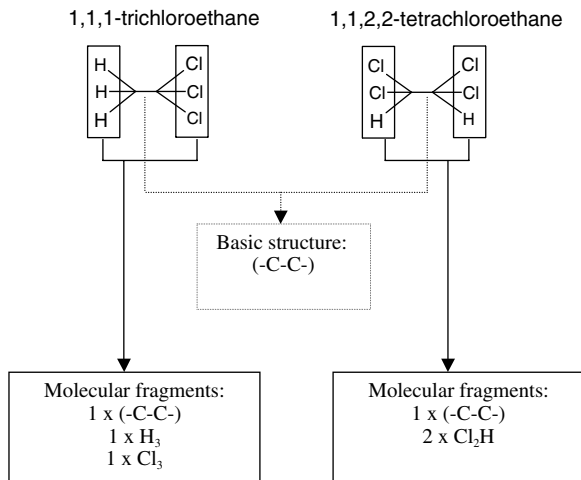 1,1,1-trichloroethane
1,1,2,2-tetrachloroethane
H Cl
H Cl
H Cl
Cl Cl
Cl Cl
H H
Basic structure:
(-C-C-)
Molecular fragments:
1 x (-C-C-)
1 x H₃
1 x Cl₃
Molecular fragments:
1 x (-C-C-)
2 x Cl₂H